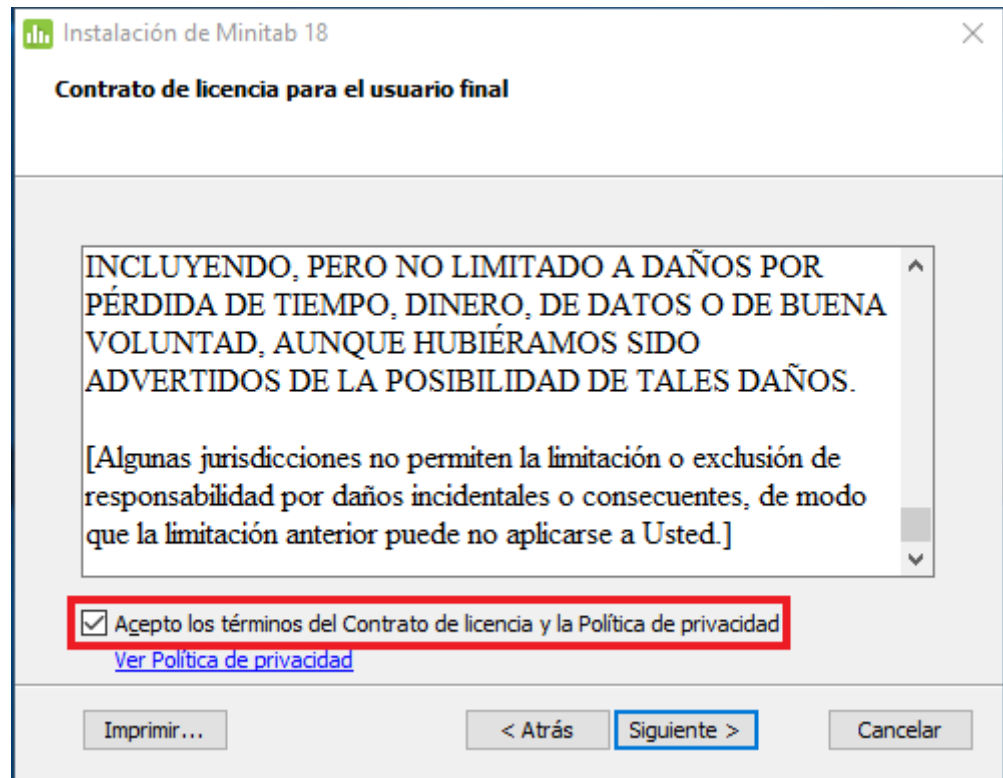 Instalación de Minitab 18
Contrato de licencia para el usuario final
INCLUYENDO, PERO NO LIMITADO A DAÑOS POR
PÉRDIDA DE TIEMPO, DINERO, DE DATOS O DE BUENA
VOLUNTAD, AUNQUE HUBIÉRAMOS SIDO
ADVERTIDOS DE LA POSIBILIDAD DE TALES DAÑOS.
[Algunas jurisdicciones no permiten la limitación o exclusión de
responsabilidad por daños incidentales o consecuentes, de modo
que la limitación anterior puede no aplicarse a Usted.]
Acepto los términos del Contrato de licencia y la Política de privacidad
Ver Política de privacidad
Imprimir... < Atrás Siguiente > Cancelar